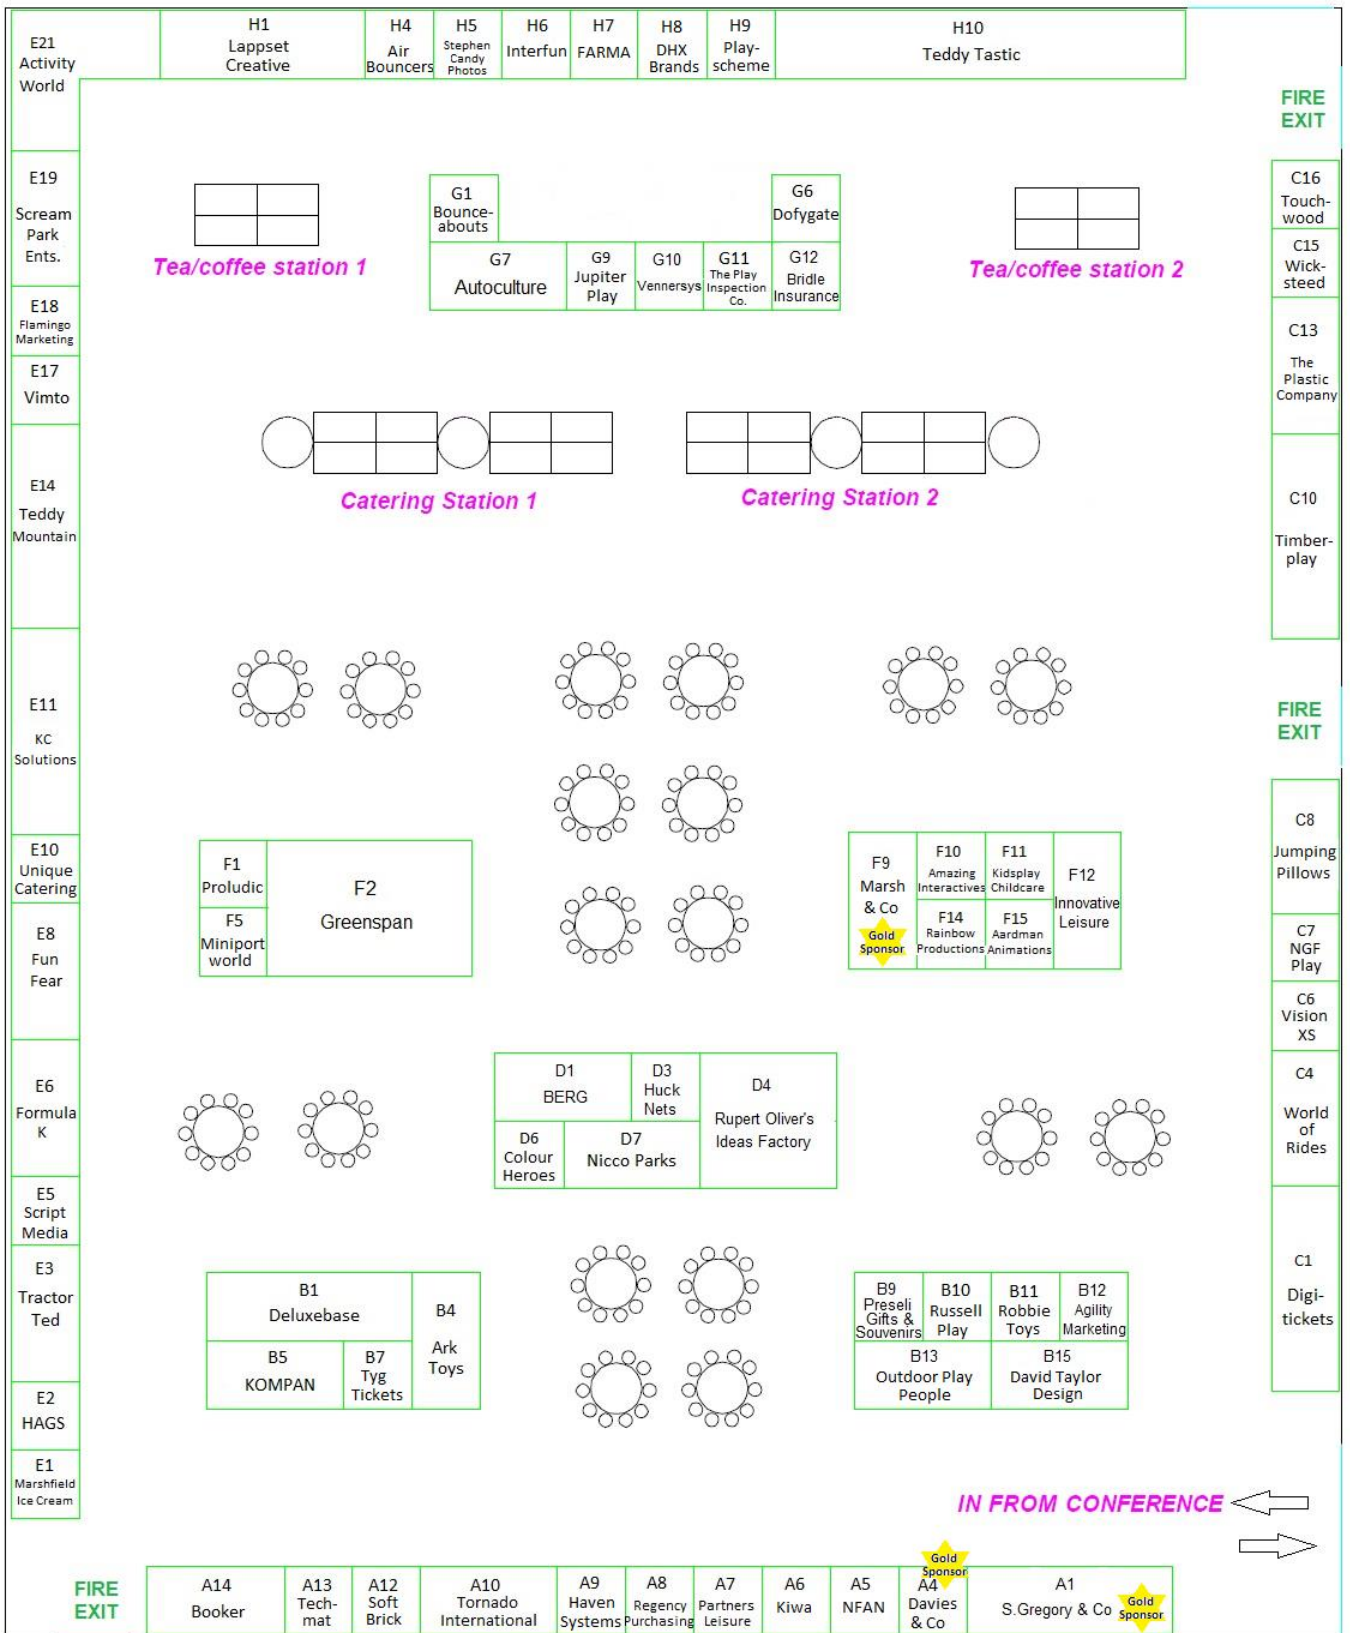 E21
Activity
World
H1
Lappset
Creative
H4
Air
Bouncers
H5
Stephen
Candy
Photos
H6
Interfun
H7
FARMA
H8
DHX
Brands
H9
Play-
scheme
H10
Teddy Tastic
FIRE
EXIT
E19
Scream
Park
Ents.
E18
Flamingo
Marketing
E17
Vimto
E14
Teddy
Mountain
E11
KC
Solutions
E10
Unique
Catering
E8
Fun
Fear
E6
Formula
K
E5
Script
Media
E3
Tractor
Ted
E2
HAGS
E1
Marshfield
Ice Cream
Tea/coffee station 1
G1
Bounce-
abouts
G6
Dofygate
G7
Autoculture
G9
Jupiter
Play
G10
Vennersys
G11
The Play
Inspection
Co.
G12
Bridle
Insurance
Tea/coffee station 2
C16
Touch-
wood
C15
Wick-
steed
C13
The
Plastic
Company
C10
Timber-
play
Catering Station 1
Catering Station 2
FIRE
EXIT
F1
Proludic
F5
Miniport
world
F2
Greenspan
F9
Marsh
& Co
Gold
Sponsor
F10
Amazing
Interactives
F11
Kidsplay
Childcare
F12
Innovative
Leisure
F14
Rainbow
Productions
F15
Aardman
Animations
C8
Jumping
Pillows
C7
NGF
Play
C6
Vision
XS
C4
World
of
Rides
C1
Digi-
tickets
D1
BERG
D3
Huck
Nets
D4
Rupert Oliver's
Ideas Factory
D6
Colour
Heroes
D7
Nicco Parks
B1
Deluxebase
B4
Ark
Toys
B5
KOMPAN
B7
Tyg
Tickets
B9
Preseli
Gifts &
Souvenirs
B10
Russell
Play
B11
Robbie
Toys
B12
Agility
Marketing
B13
Outdoor Play
People
B15
David Taylor
Design
IN FROM CONFERENCE
FIRE
EXIT
A14
Booker
A13
Tech-
mat
A12
Soft
Brick
A10
Tornado
International
A9
Haven
Systems
A8
Regency
Purchasing
A7
Partners
Leisure
A6
Kiwa
A5
NFAN
Gold
Sponsor
A4
Davies
& Co
A1
S.Gregory & Co
Gold
Sponsor